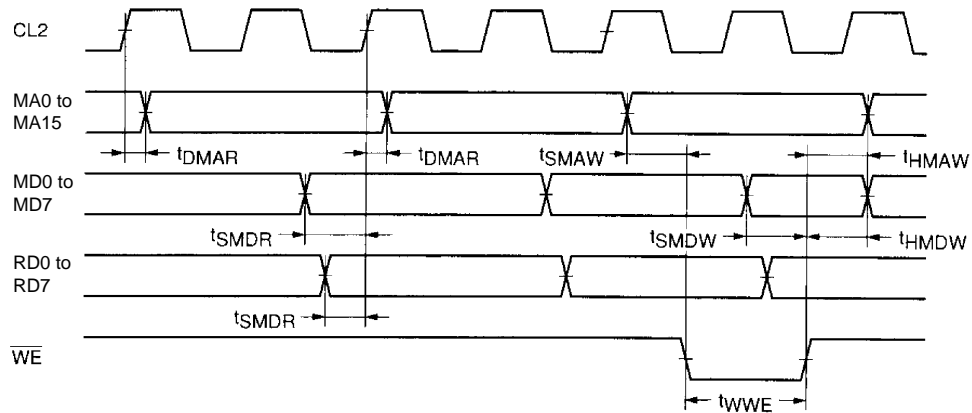 CL2
MA0 to
MA15
tDMAR tDMAR tSMAW tHMAW
MD0 to
MD7
tSMDR tSMDW tHMDW
RD0 to
RD7
tSMDR
WE
tWWE